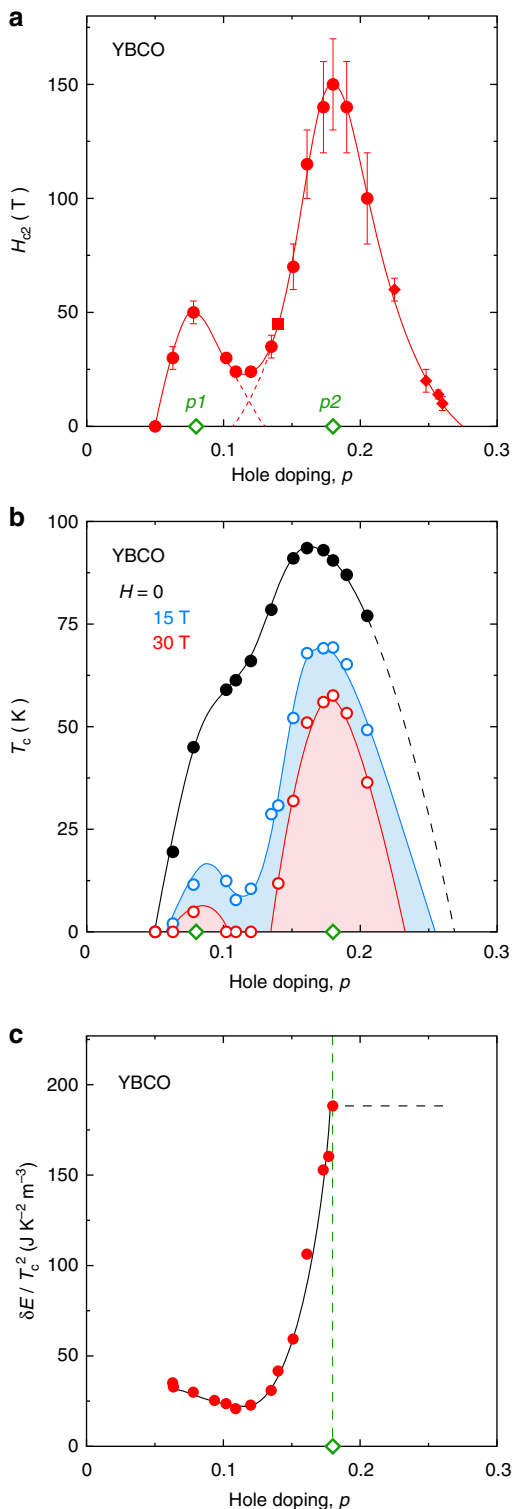 a
YBCO
150
100
50
0
H_c2 (T)
p1
p2
0
0.1
0.2
0.3
Hole doping, p
b
YBCO
H = 0
15 T
30 T
100
75
50
25
0
T_c (K)
0
0.1
0.2
0.3
Hole doping, p
c
YBCO
200
150
100
50
0
δE / T_c² (J K⁻² m⁻³)
0
0.1
0.2
0.3
Hole doping, p